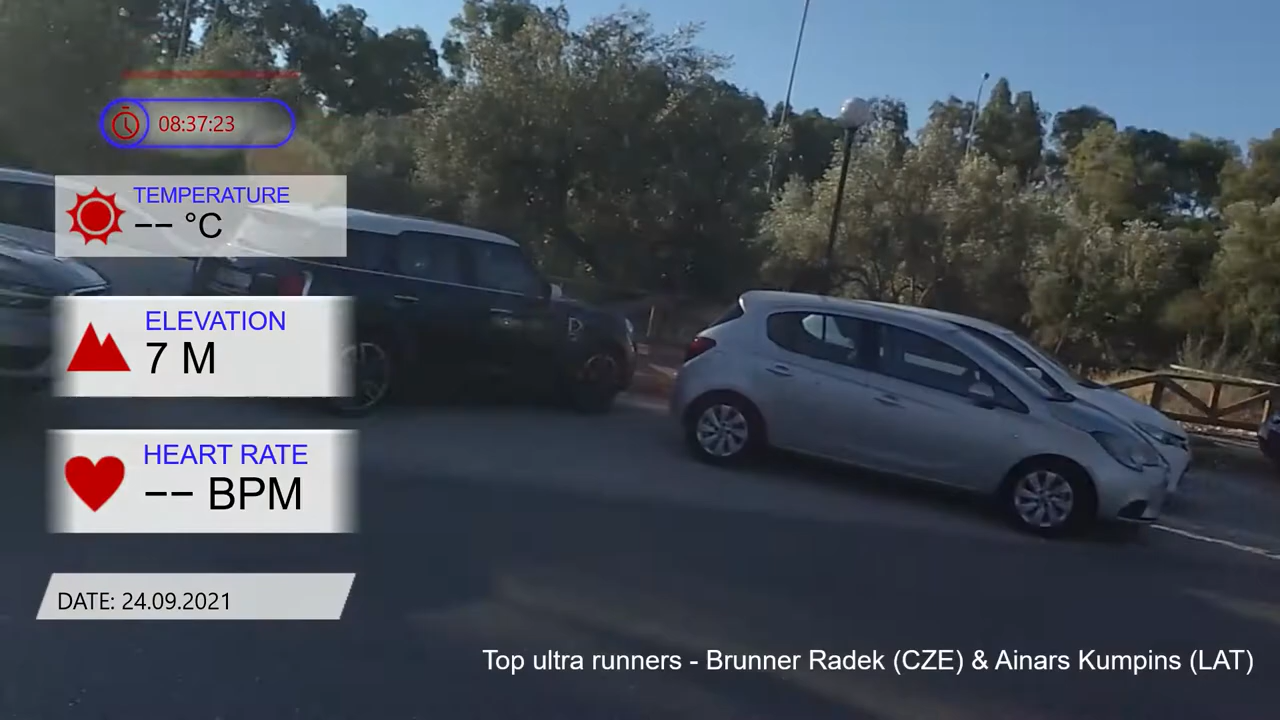 08:37:23
TEMPERATURE
-- °C
ELEVATION
7 M
HEART RATE
-- BPM
DATE: 24.09.2021
Top ultra runners - Brunner Radek (CZE) & Ainars Kumpins (LAT)